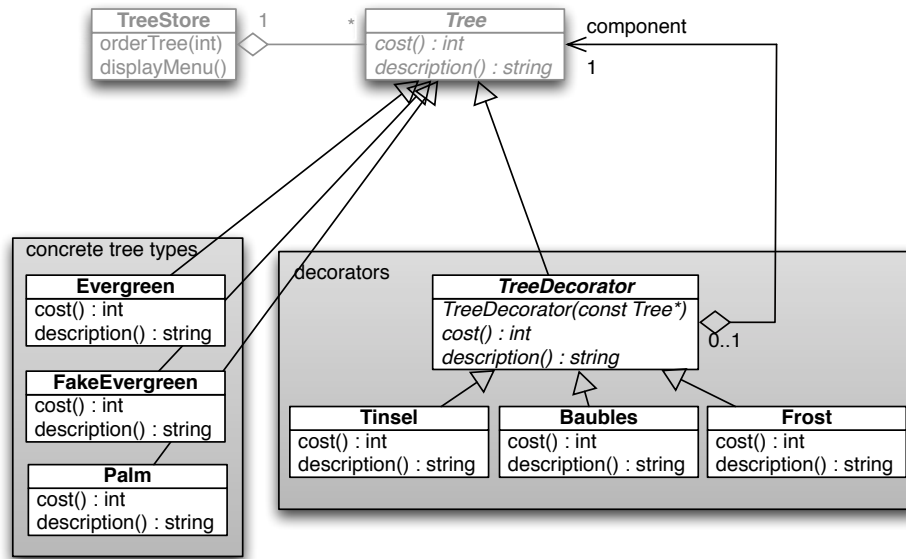 TreeStore
orderTree(int)
displayMenu()
1
*
Tree
cost() : int
description() : string
component
1
concrete tree types
Evergreen
cost() : int
description() : string
FakeEvergreen
cost() : int
description() : string
Palm
cost() : int
description() : string
decorators
TreeDecorator
TreeDecorator(const Tree*)
cost() : int
description() : string
0..1
Tinsel
cost() : int
description() : string
Baubles
cost() : int
description() : string
Frost
cost() : int
description() : string